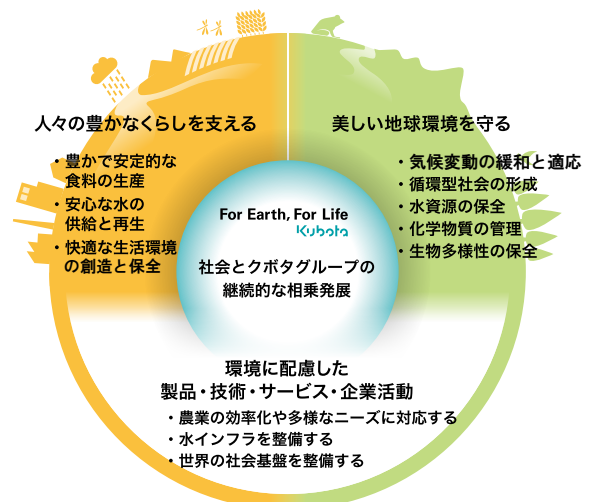 人々の豊かなくらしを支える
・豊かで安定的な
食料の生産
・安心な水の
供給と再生
・快適な生活環境
の創造と保全
美しい地球環境を守る
・気候変動の緩和と適応
・循環型社会の形成
・水資源の保全
・化学物質の管理
・生物多様性の保全
For Earth, For Life
Kubota
社会とクボタグループの
継続的な相乗発展
環境に配慮した
製品・技術・サービス・企業活動
・農業の効率化や多様なニーズに対応する
・水インフラを整備する
・世界の社会基盤を整備する